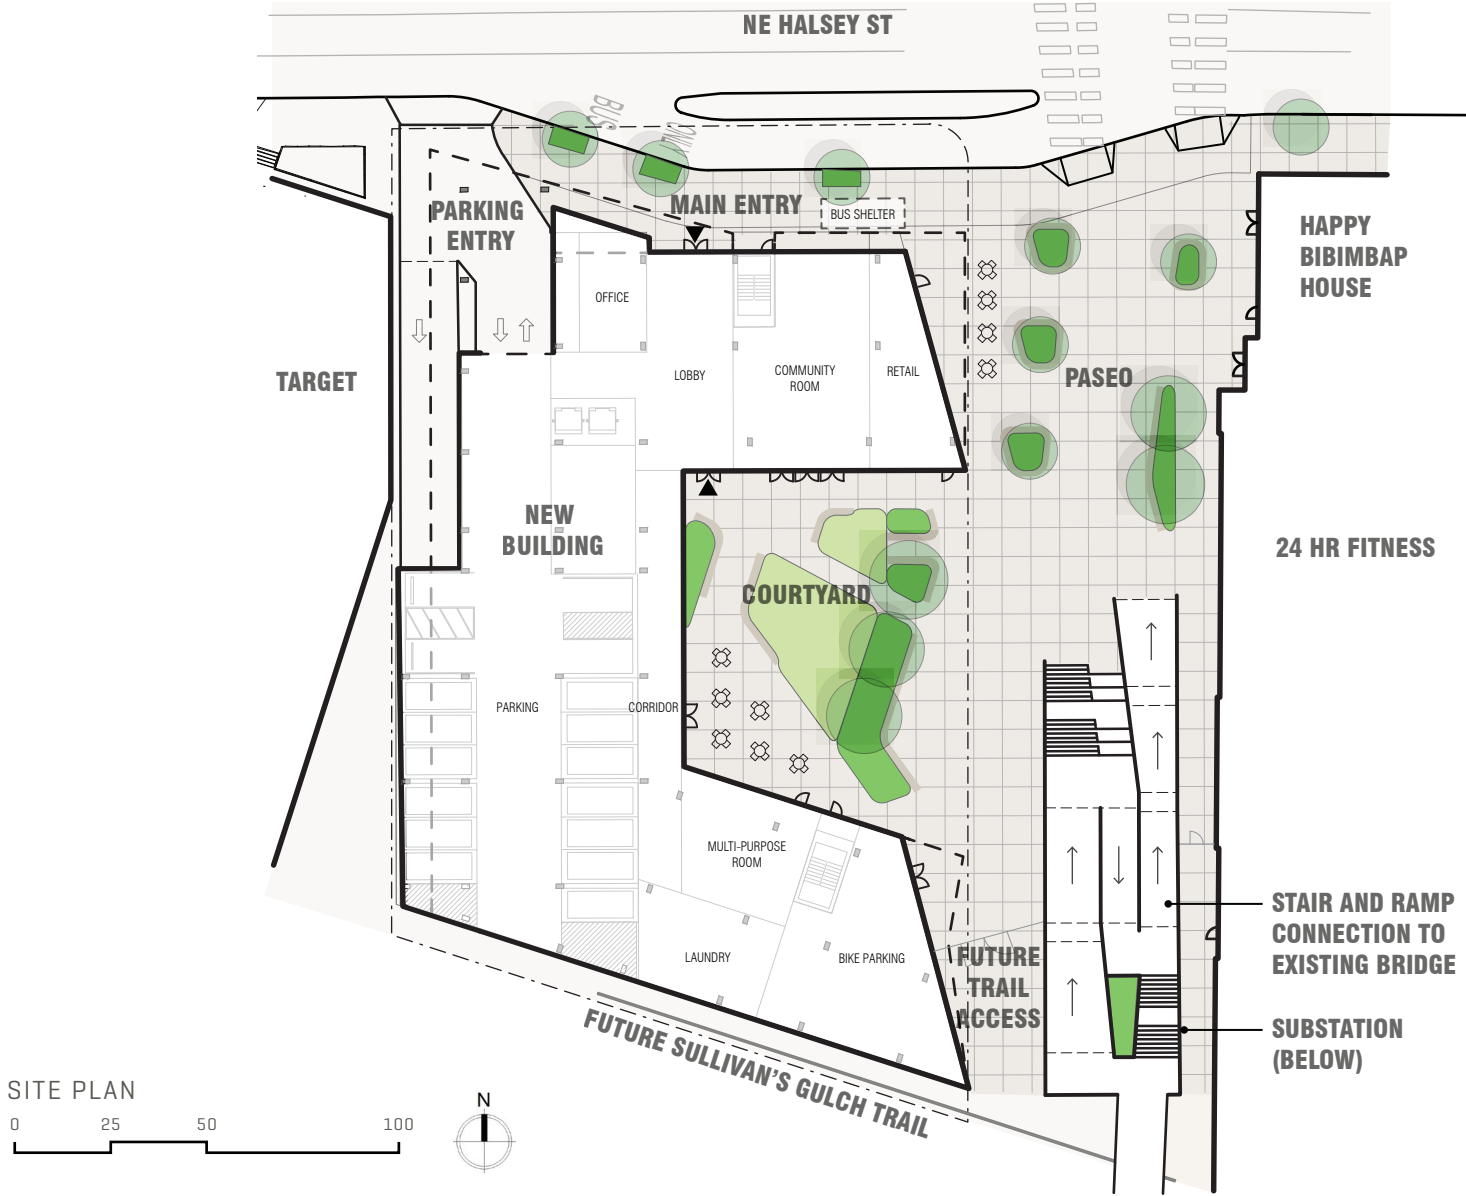 NE HALSEY ST
BUS
ONLY
MAIN ENTRY
BUS SHELTER
PARKING
ENTRY
HAPPY
BIBIMBAP
HOUSE
OFFICE
TARGET
LOBBY
COMMUNITY
ROOM
RETAIL
PASEO
NEW
BUILDING
24 HR FITNESS
COURTYARD
PARKING
CORRIDOR
MULTI-PURPOSE
ROOM
STAIR AND RAMP
CONNECTION TO
EXISTING BRIDGE
LAUNDRY
BIKE PARKING
FUTURE
TRAIL
ACCESS
SUBSTATION
(BELOW)
FUTURE SULLIVAN'S GULCH TRAIL
SITE PLAN
0 25 50 100
N